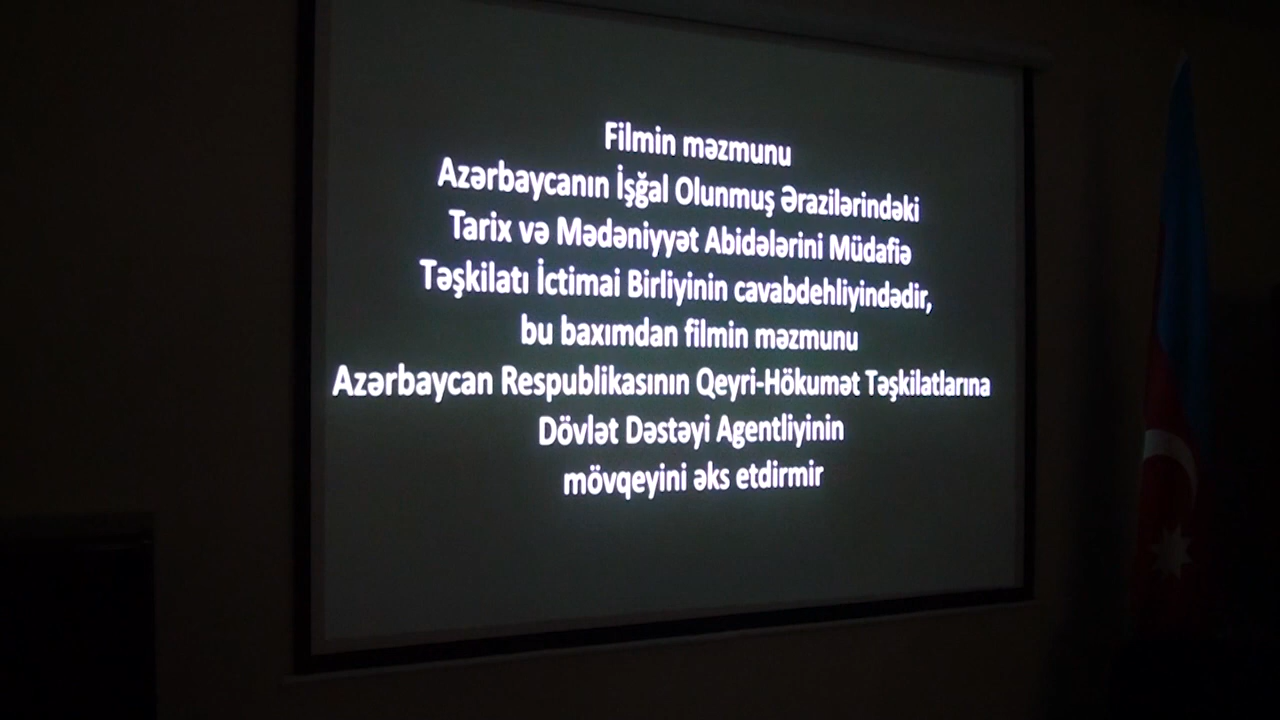 Filmin məzmunu
Azərbaycanın İşğal Olunmuş Ərazilərindəki
Tarix və Mədəniyyət Abidələrini Müdafiə
Təşkilatı İctimai Birliyinin cavabdehliyindədir,
bu baxımdan filmin məzmunu
Azərbaycan Respublikasının Qeyri-Hökumət Təşkilatlarına
Dövlət Dəstəyi Agentliyinin
mövqeyini əks etdirmir